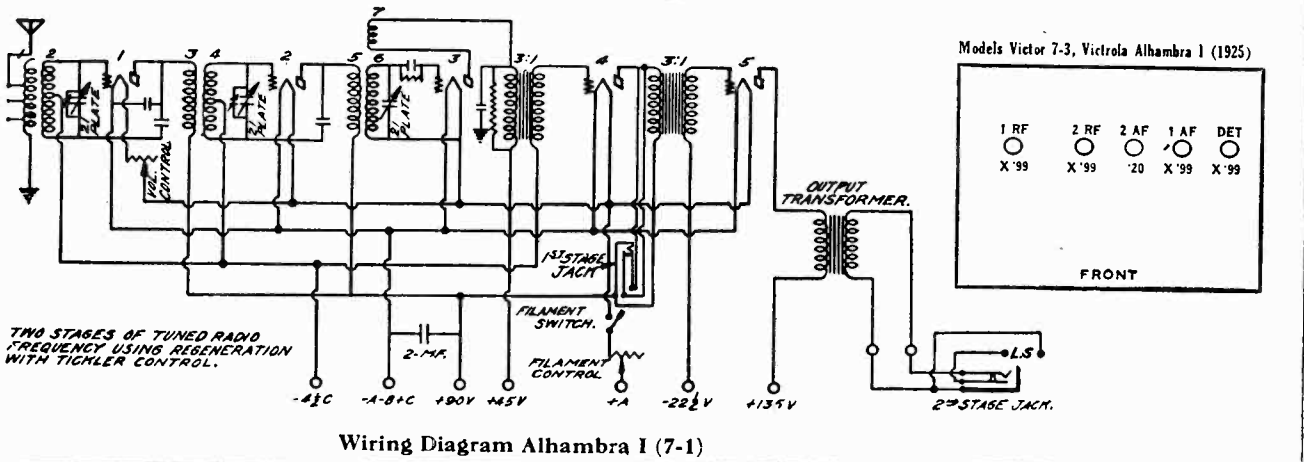 7
2
1
3
4
2
5
6
3
3:1
4
3:1
5
21 PLATE
21 PLATE
21 PLATE
VOL. CONTROL
Models Victor 7-3, Victrola Alhambra I (1925)
1 RF
2 RF
2 AF
1 AF
DET
X '99
X '99
'20
X '99
X '99
FRONT
OUTPUT
TRANSFORMER.
1ST STAGE
JACK
FILAMENT
SWITCH.
FILAMENT
CONTROL
TWO STAGES OF TUNED RADIO
FREQUENCY USING REGENERATION
WITH TICKLER CONTROL.
2-MF.
L.S
-4½C
-A-B+C
+90V
+45V
+A
-22½V
+135V
2ND STAGE JACK.
Wiring Diagram Alhambra I (7-1)